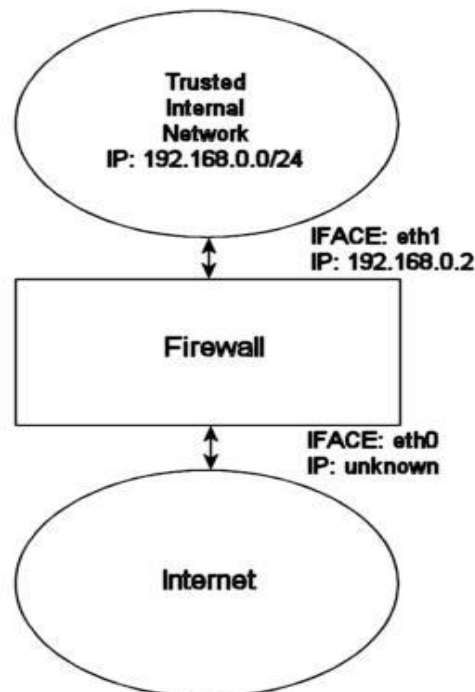 Trusted
Internal
Network
IP: 192.168.0.0/24
IFACE: eth1
IP: 192.168.0.2
Firewall
IFACE: eth0
IP: unknown
Internet